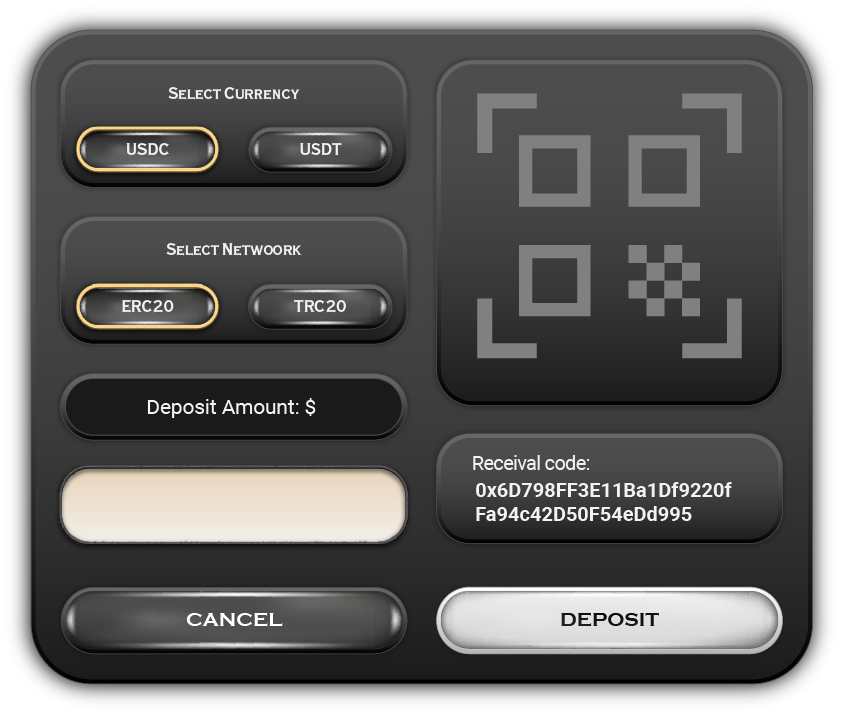 Select Currency
USDC
USDT
Select Netwoork
ERC20
TRC20
Deposit Amount: $
Receival code:
0x6D798FF3E11Ba1Df9220f
Fa94c42D50F54eDd995
CANCEL
DEPOSIT